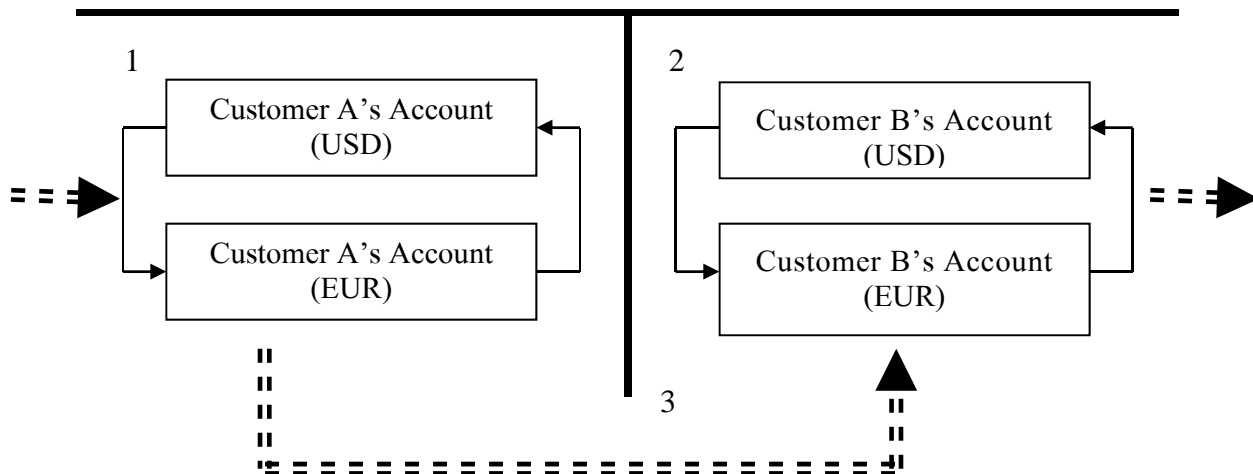 1
Customer A's Account
(USD)
Customer A's Account
(EUR)
2
Customer B's Account
(USD)
Customer B's Account
(EUR)
3